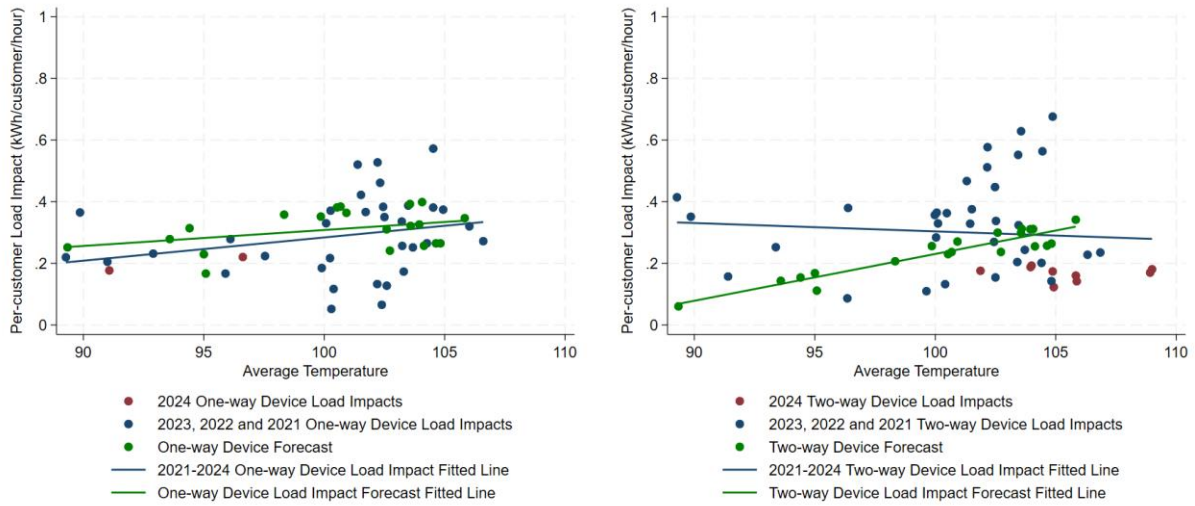 Per-customer Load Impact (kWh/customer/hour)
1
.8
.6
.4
.2
0
90 95 100 105 110
Average Temperature
2024 One-way Device Load Impacts
2023, 2022 and 2021 One-way Device Load Impacts
One-way Device Forecast
2021-2024 One-way Device Load Impact Fitted Line
One-way Device Load Impact Forecast Fitted Line
Per-customer Load Impact (kWh/customer/hour)
1
.8
.6
.4
.2
0
90 95 100 105 110
Average Temperature
2024 Two-way Device Load Impacts
2023, 2022 and 2021 Two-way Device Load Impacts
Two-way Device Forecast
2021-2024 Two-way Device Load Impact Fitted Line
Two-way Device Load Impact Forecast Fitted Line